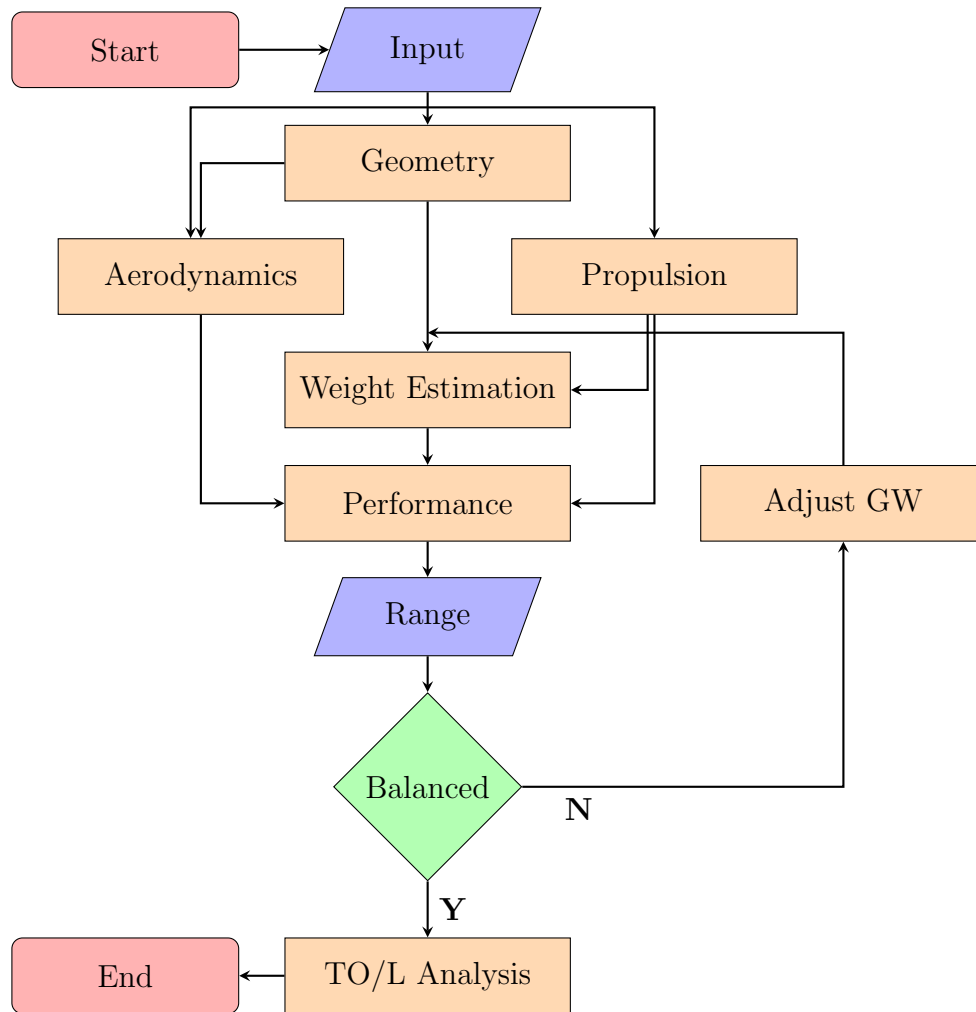 Start
Input
Geometry
Aerodynamics
Propulsion
Weight Estimation
Performance
Adjust GW
Range
Balanced
N
Y
End
TO/L Analysis